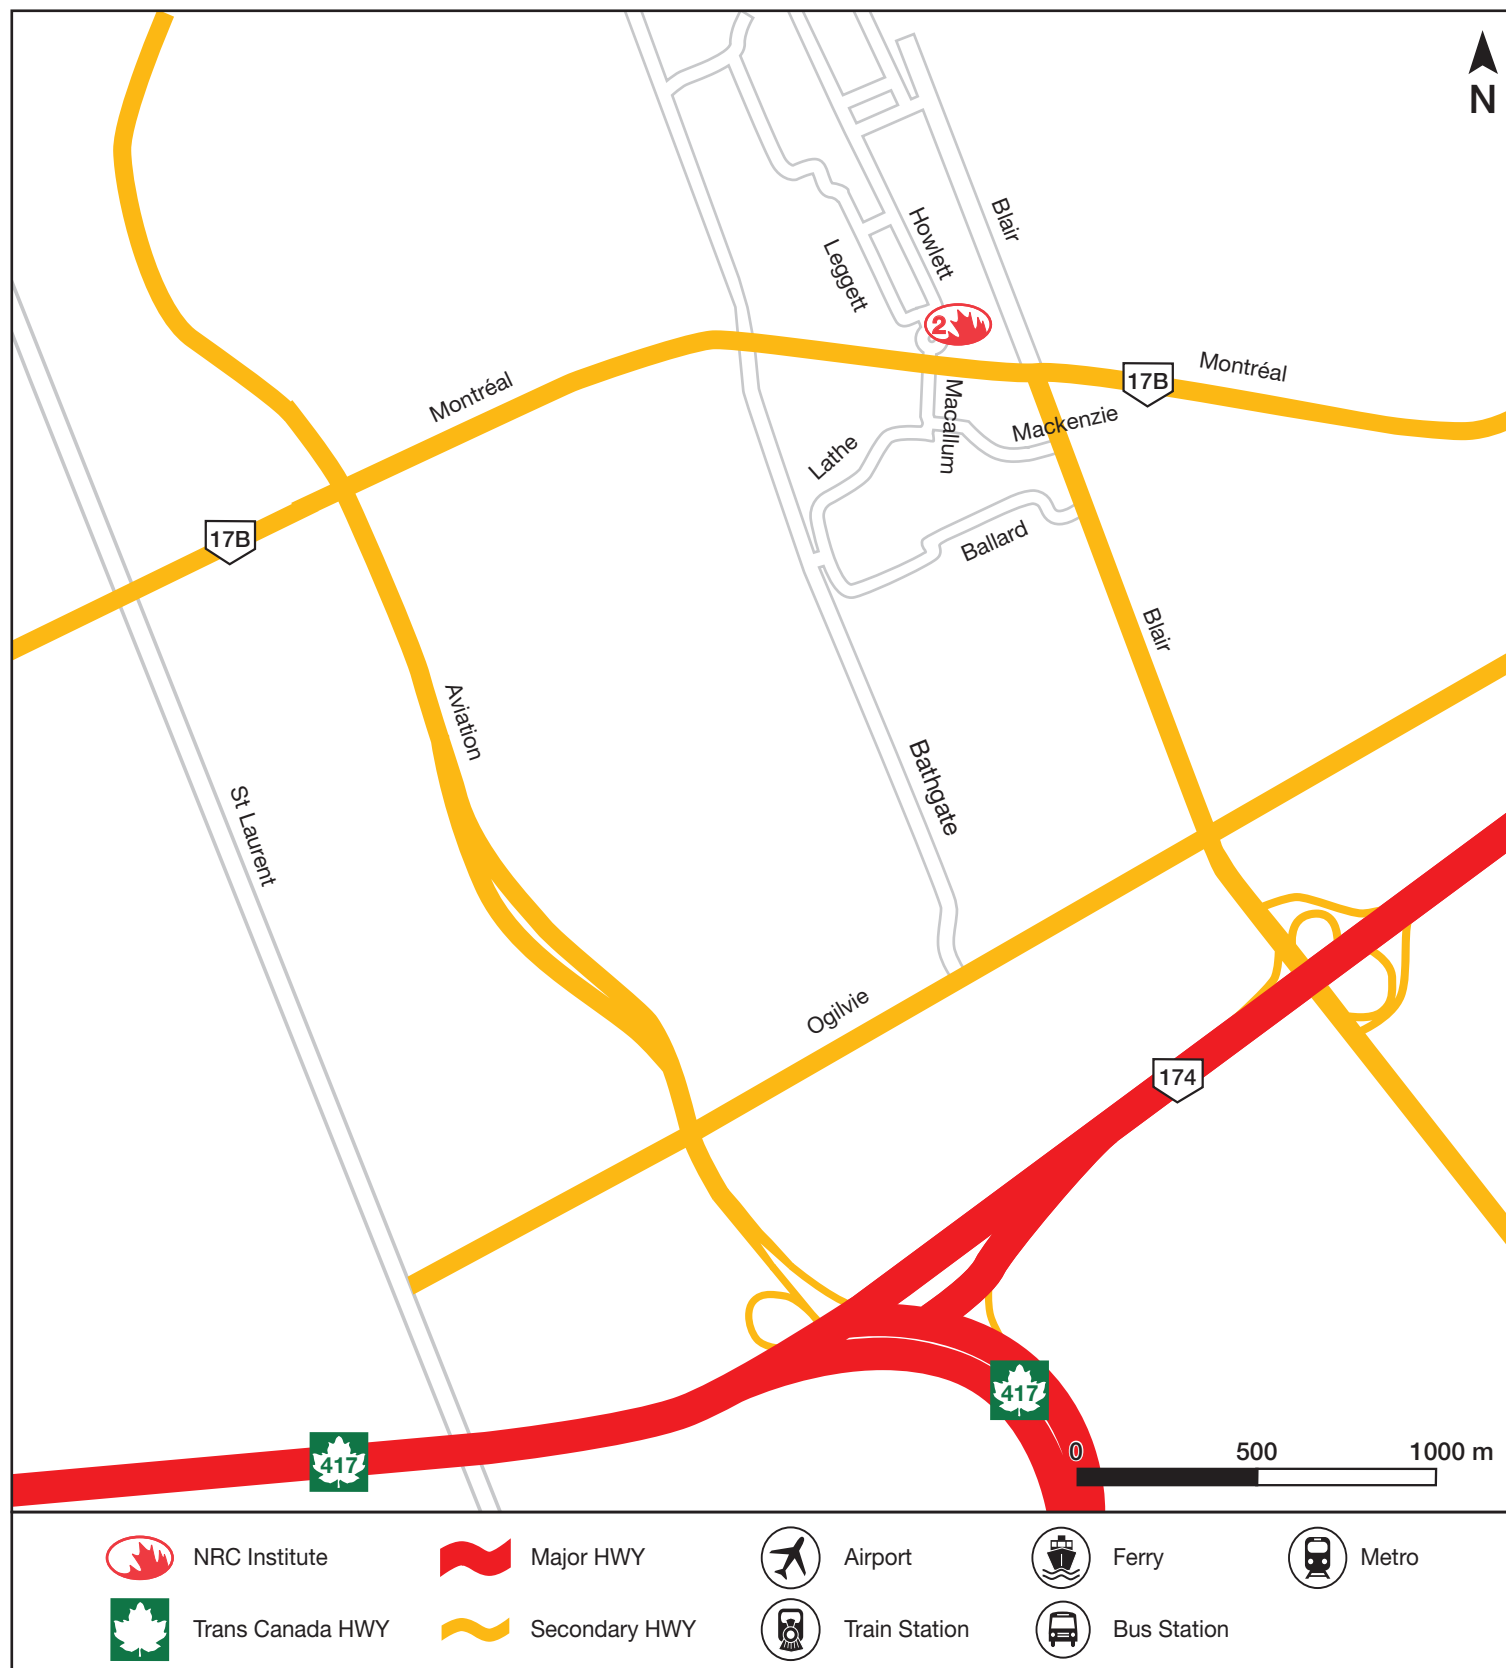 N
Blair
Howlett
Leggett
2
Montréal
17B
Montréal
Macallum
Mackenzie
Lathe
17B
Ballard
Blair
Aviation
Bathgate
St Laurent
Ogilvie
174
417
417
0 500 1000 m
NRC Institute Major HWY Airport Ferry Metro
Trans Canada HWY Secondary HWY Train Station Bus Station